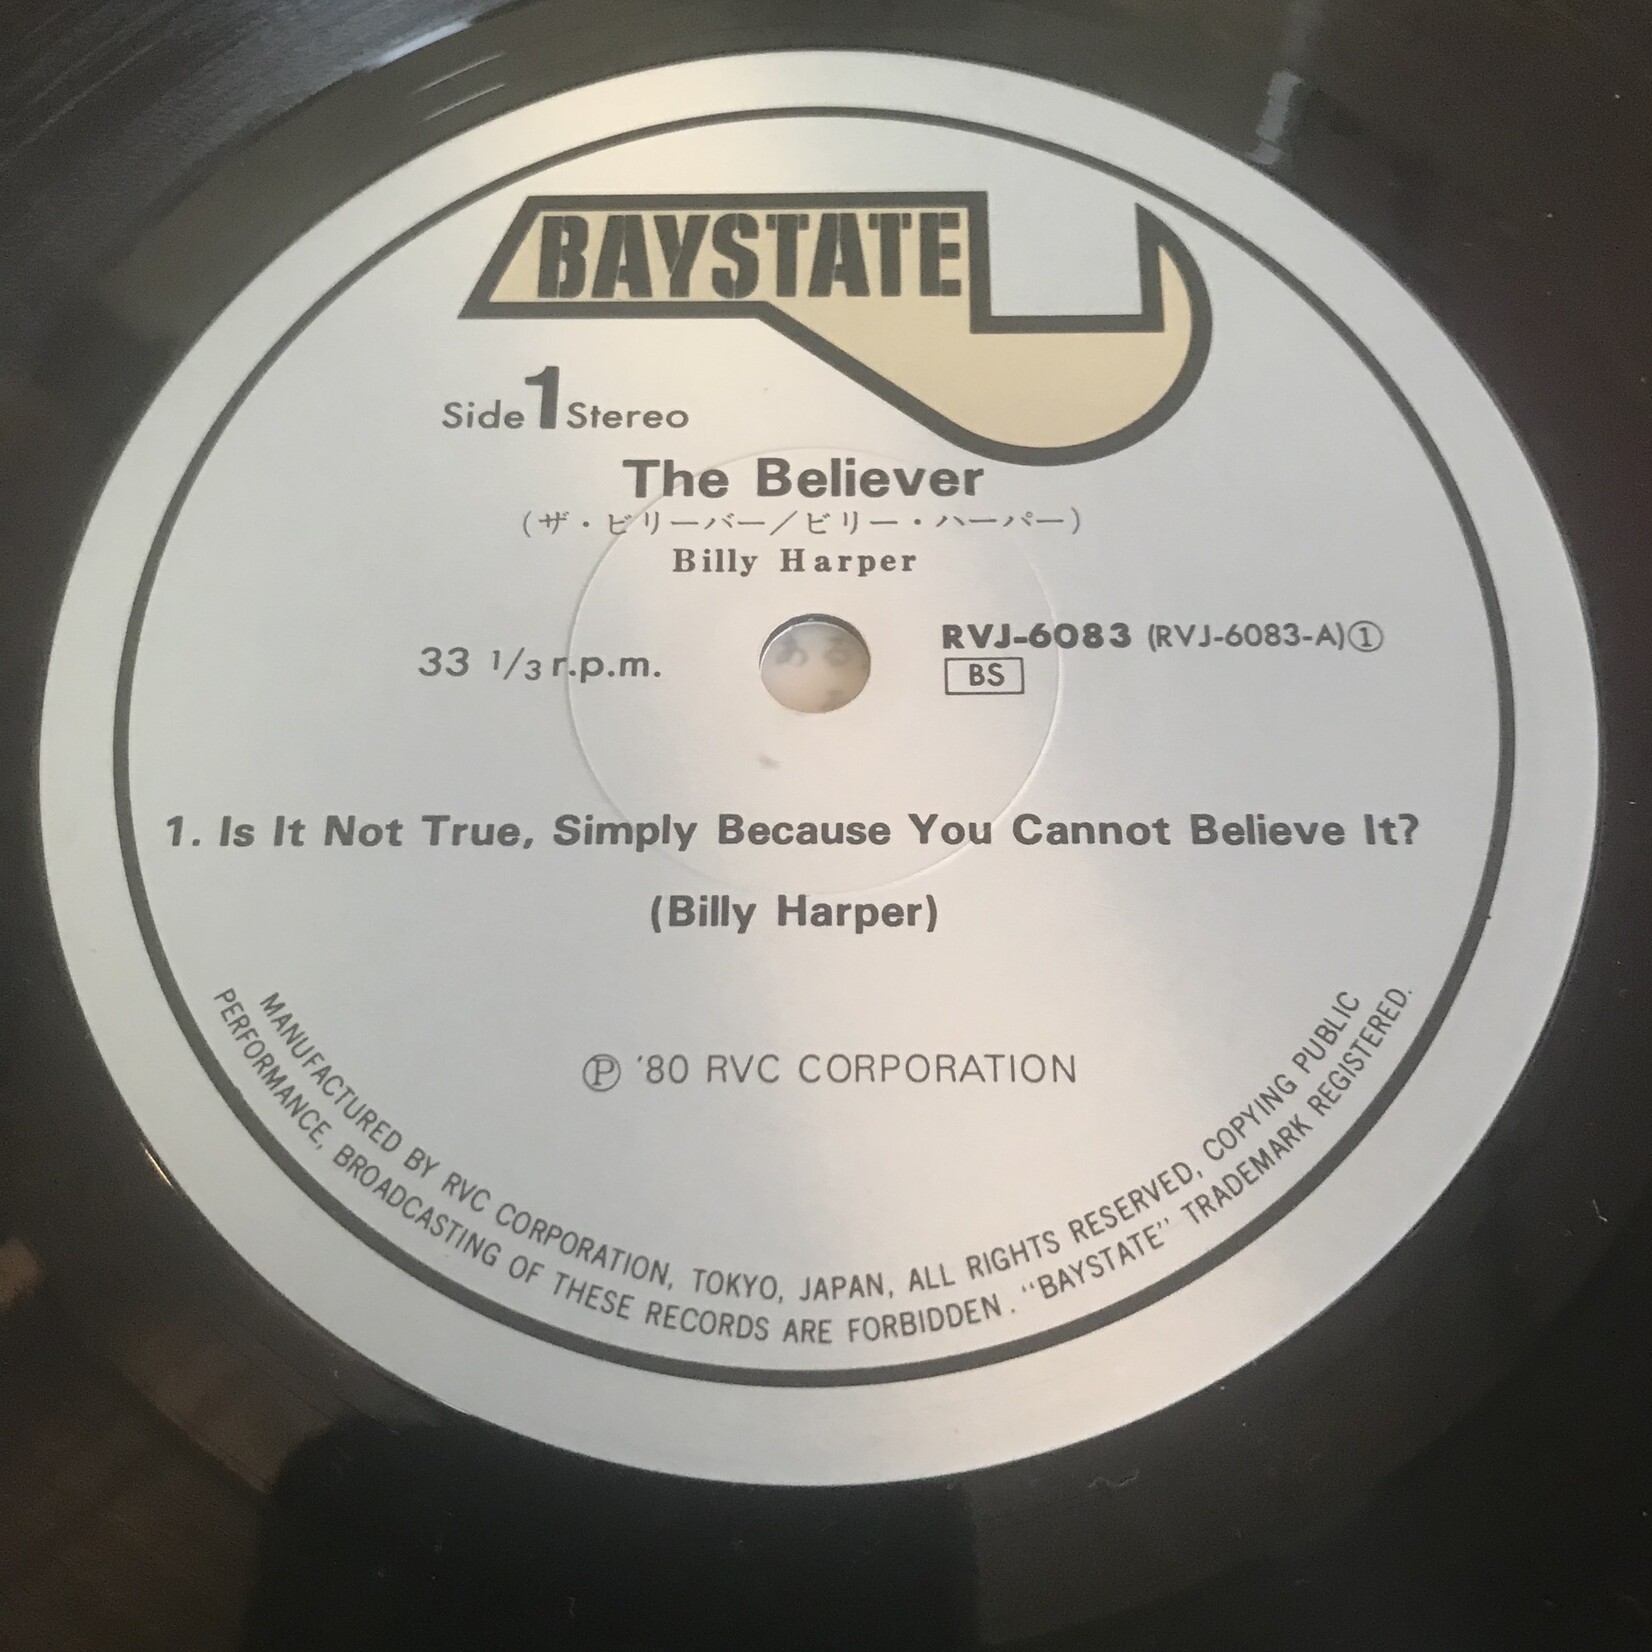 BAYSTATE
Side 1 Stereo
The Believer
(ザ・ビリーバー/ビリー・ハーパー)
Billy Harper
33 1/3 r.p.m.
RVJ-6083 (RVJ-6083-A)①
BS
1. Is It Not True, Simply Because You Cannot Believe It?
(Billy Harper)
Ⓟ '80 RVC CORPORATION
MANUFACTURED BY RVC CORPORATION, TOKYO, JAPAN, ALL RIGHTS RESERVED, COPYING PUBLIC
PERFORMANCE, BROADCASTING OF THESE RECORDS ARE FORBIDDEN. "BAYSTATE" TRADEMARK REGISTERED.